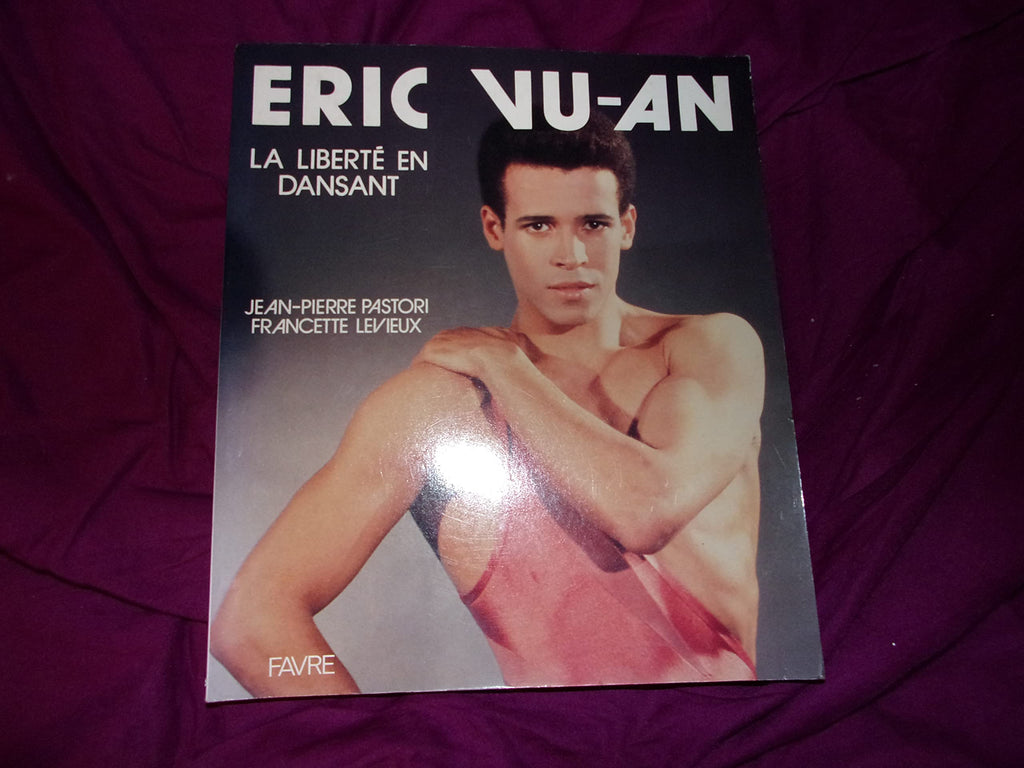 ERIC VU-AN
LA LIBERTÉ EN
DANSANT
JEAN-PIERRE PASTORI
FRANCETTE LEVIEUX
FAVRE